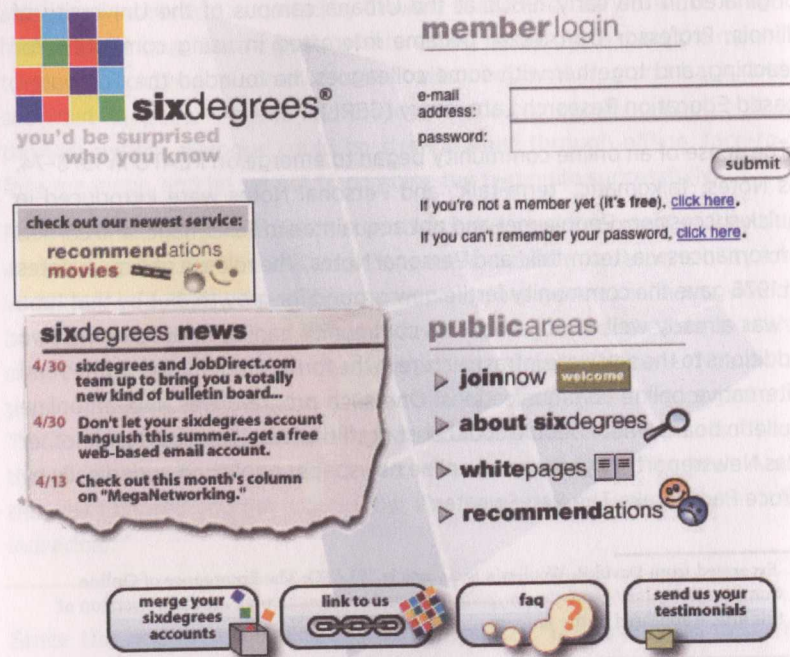 sixdegrees®
you'd be surprised
who you know
check out our newest service:
recommendations
movies
sixdegrees news
4/30 sixdegrees and JobDirect.com
team up to bring you a totally
new kind of bulletin board...
4/30 Don't let your sixdegrees account
languish this summer...get a free
web-based email account.
4/13 Check out this month's column
on "MegaNetworking."
member login
e-mail
address:
password:
submit
If you're not a member yet (it's free), click here.
If you can't remember your password, click here.
publicareas
joinnow welcome
about sixdegrees
whitepages
recommendations
merge your
sixdegrees
accounts
link to us
faq
?
send us your
testimonials